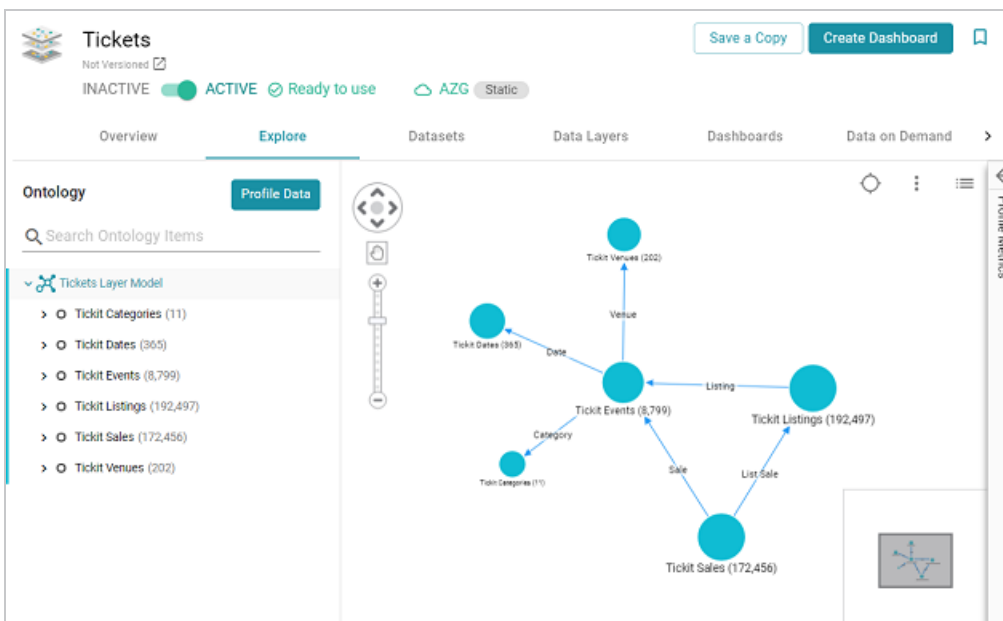 Tickets
Save a Copy
Create Dashboard
Not Versioned
INACTIVE ACTIVE Ready to use AZG Static
Overview Explore Datasets Data Layers Dashboards Data on Demand
Ontology
Profile Data
Search Ontology Items
Tickets Layer Model
Tickit Categories (11)
Tickit Dates (365)
Tickit Events (8,799)
Tickit Listings (192,497)
Tickit Sales (172,456)
Tickit Venues (202)
Tickit Venues (202)
Venue
Tickit Dates (365)
Date
Listing
Tickit Events (8,799)
Tickit Listings (192,497)
Category
Tickit Categories (11)
Sale
List Sale
Tickit Sales (172,456)
Profile Metrics